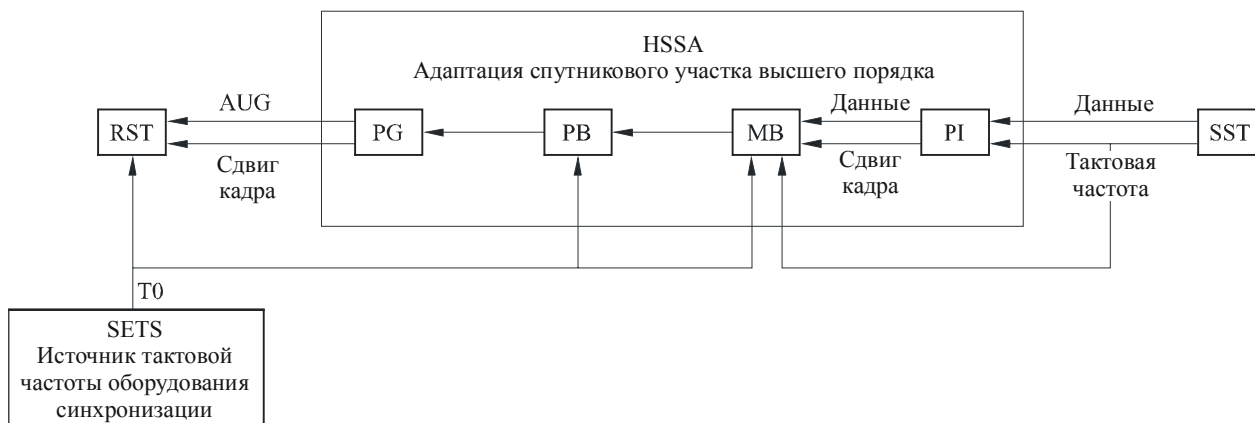 HSSA
Адаптация спутникового участка высшего порядка
AUG
Данные
Данные
RST
PG
PB
MB
PI
SST
Сдвиг
кадра
Сдвиг
кадра
Тактовая
частота
T0
SETS
Источник тактовой
частоты оборудования
синхронизации